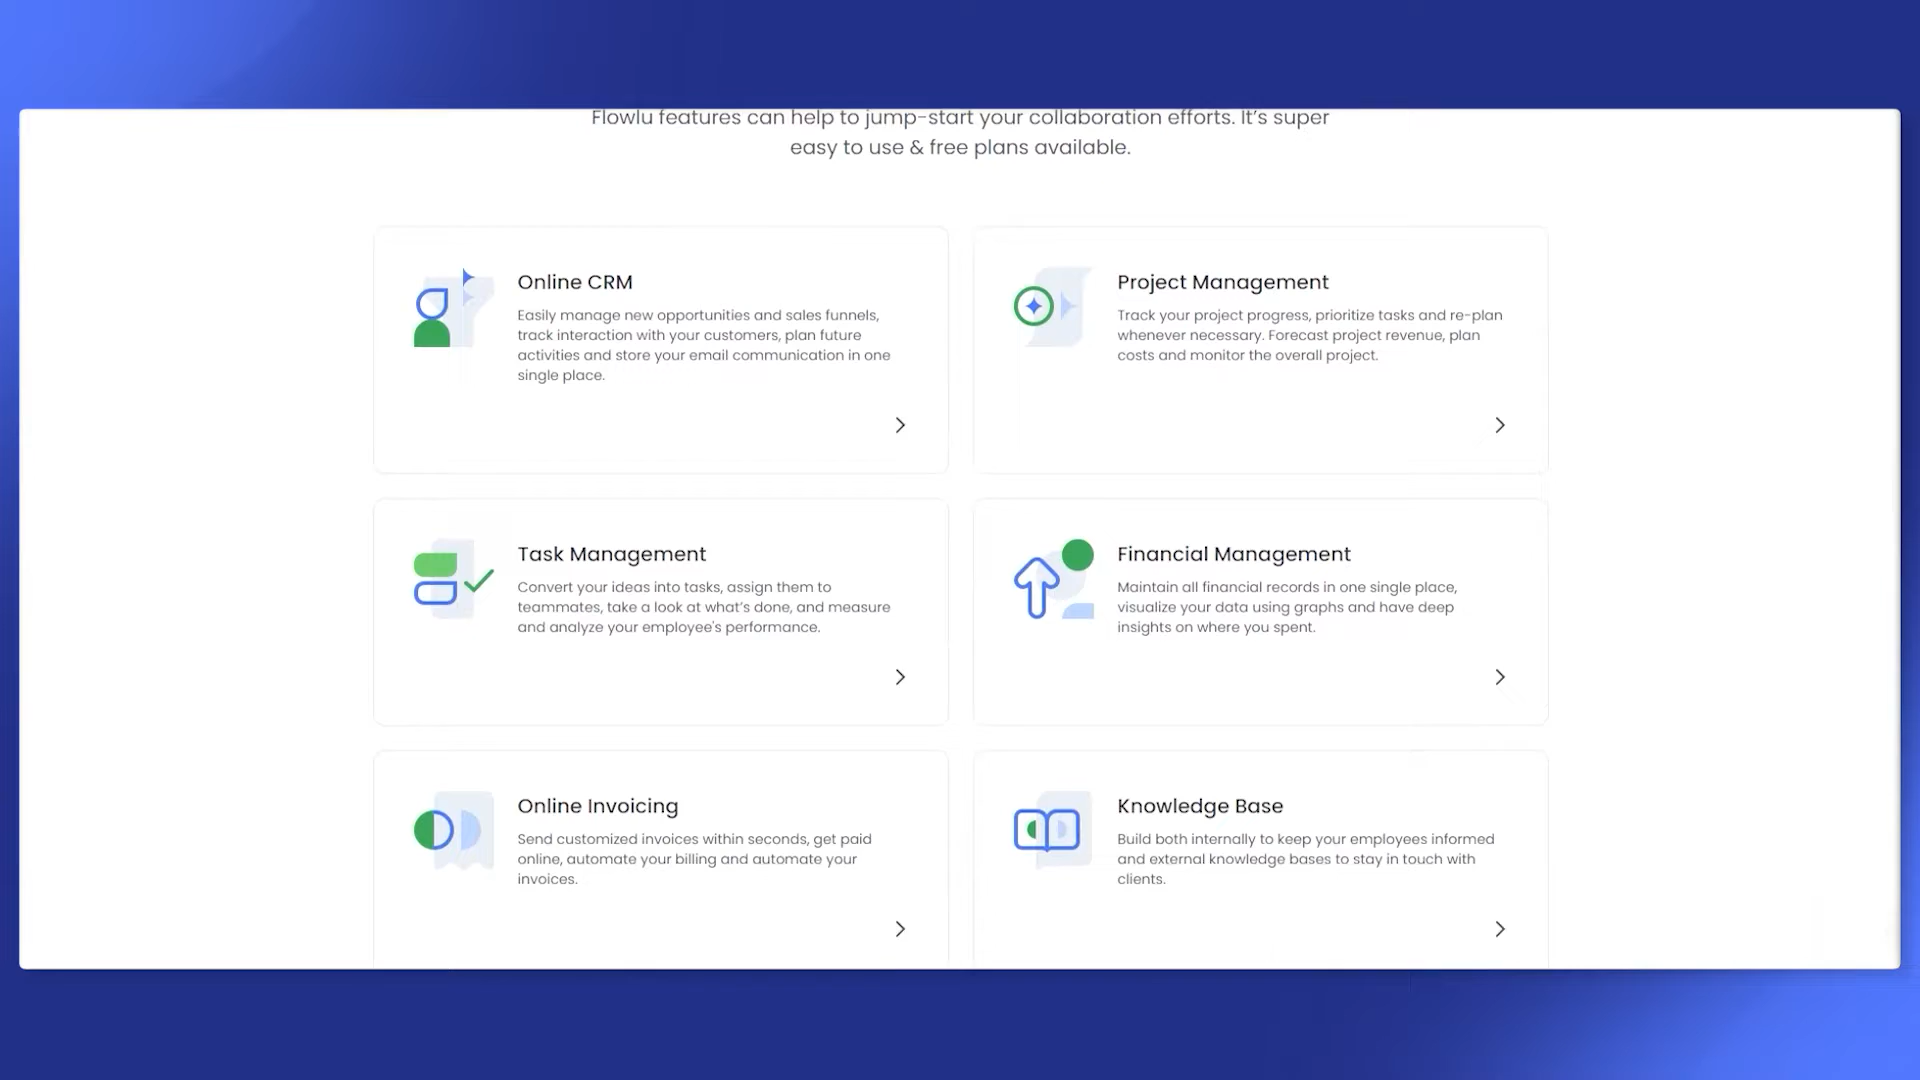 Flowlu features can help to jump-start your collaboration efforts. It’s super
easy to use & free plans available.
Online CRM
Easily manage new opportunities and sales funnels,
track interaction with your customers, plan future
activities and store your email communication in one
single place.
Project Management
Track your project progress, prioritize tasks and re-plan
whenever necessary. Forecast project revenue, plan
costs and monitor the overall project.
Task Management
Convert your ideas into tasks, assign them to
teammates, take a look at what’s done, and measure
and analyze your employee's performance.
Financial Management
Maintain all financial records in one single place,
visualize your data using graphs and have deep
insights on where you spent.
Online Invoicing
Send customized invoices within seconds, get paid
online, automate your billing and automate your
invoices.
Knowledge Base
Build both internally to keep your employees informed
and external knowledge bases to stay in touch with
clients.